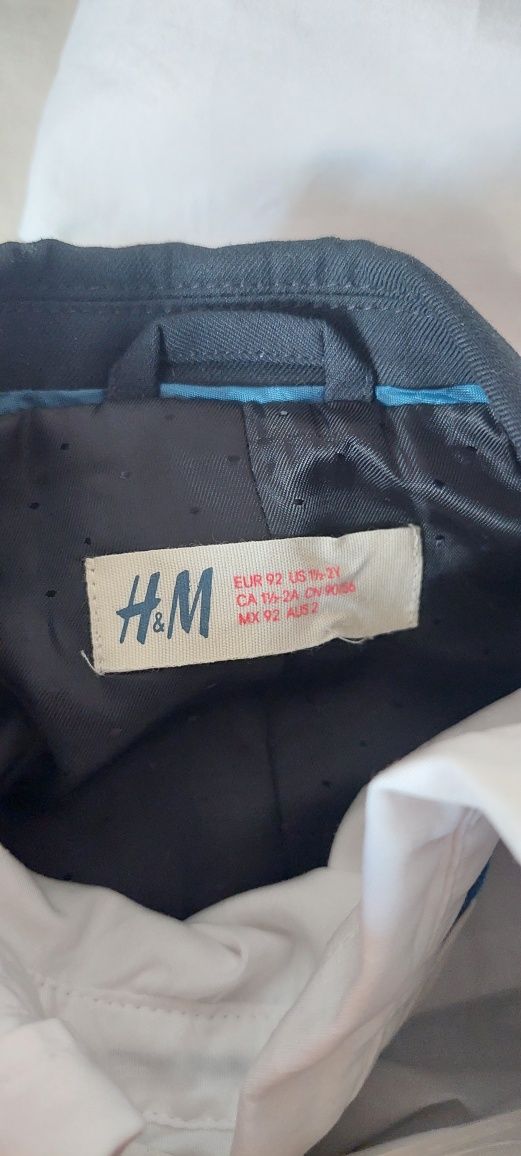 H&M
EUR 92 US 1½-2Y
CA 1½-2A CN 90/56
MX 92 AUS 2